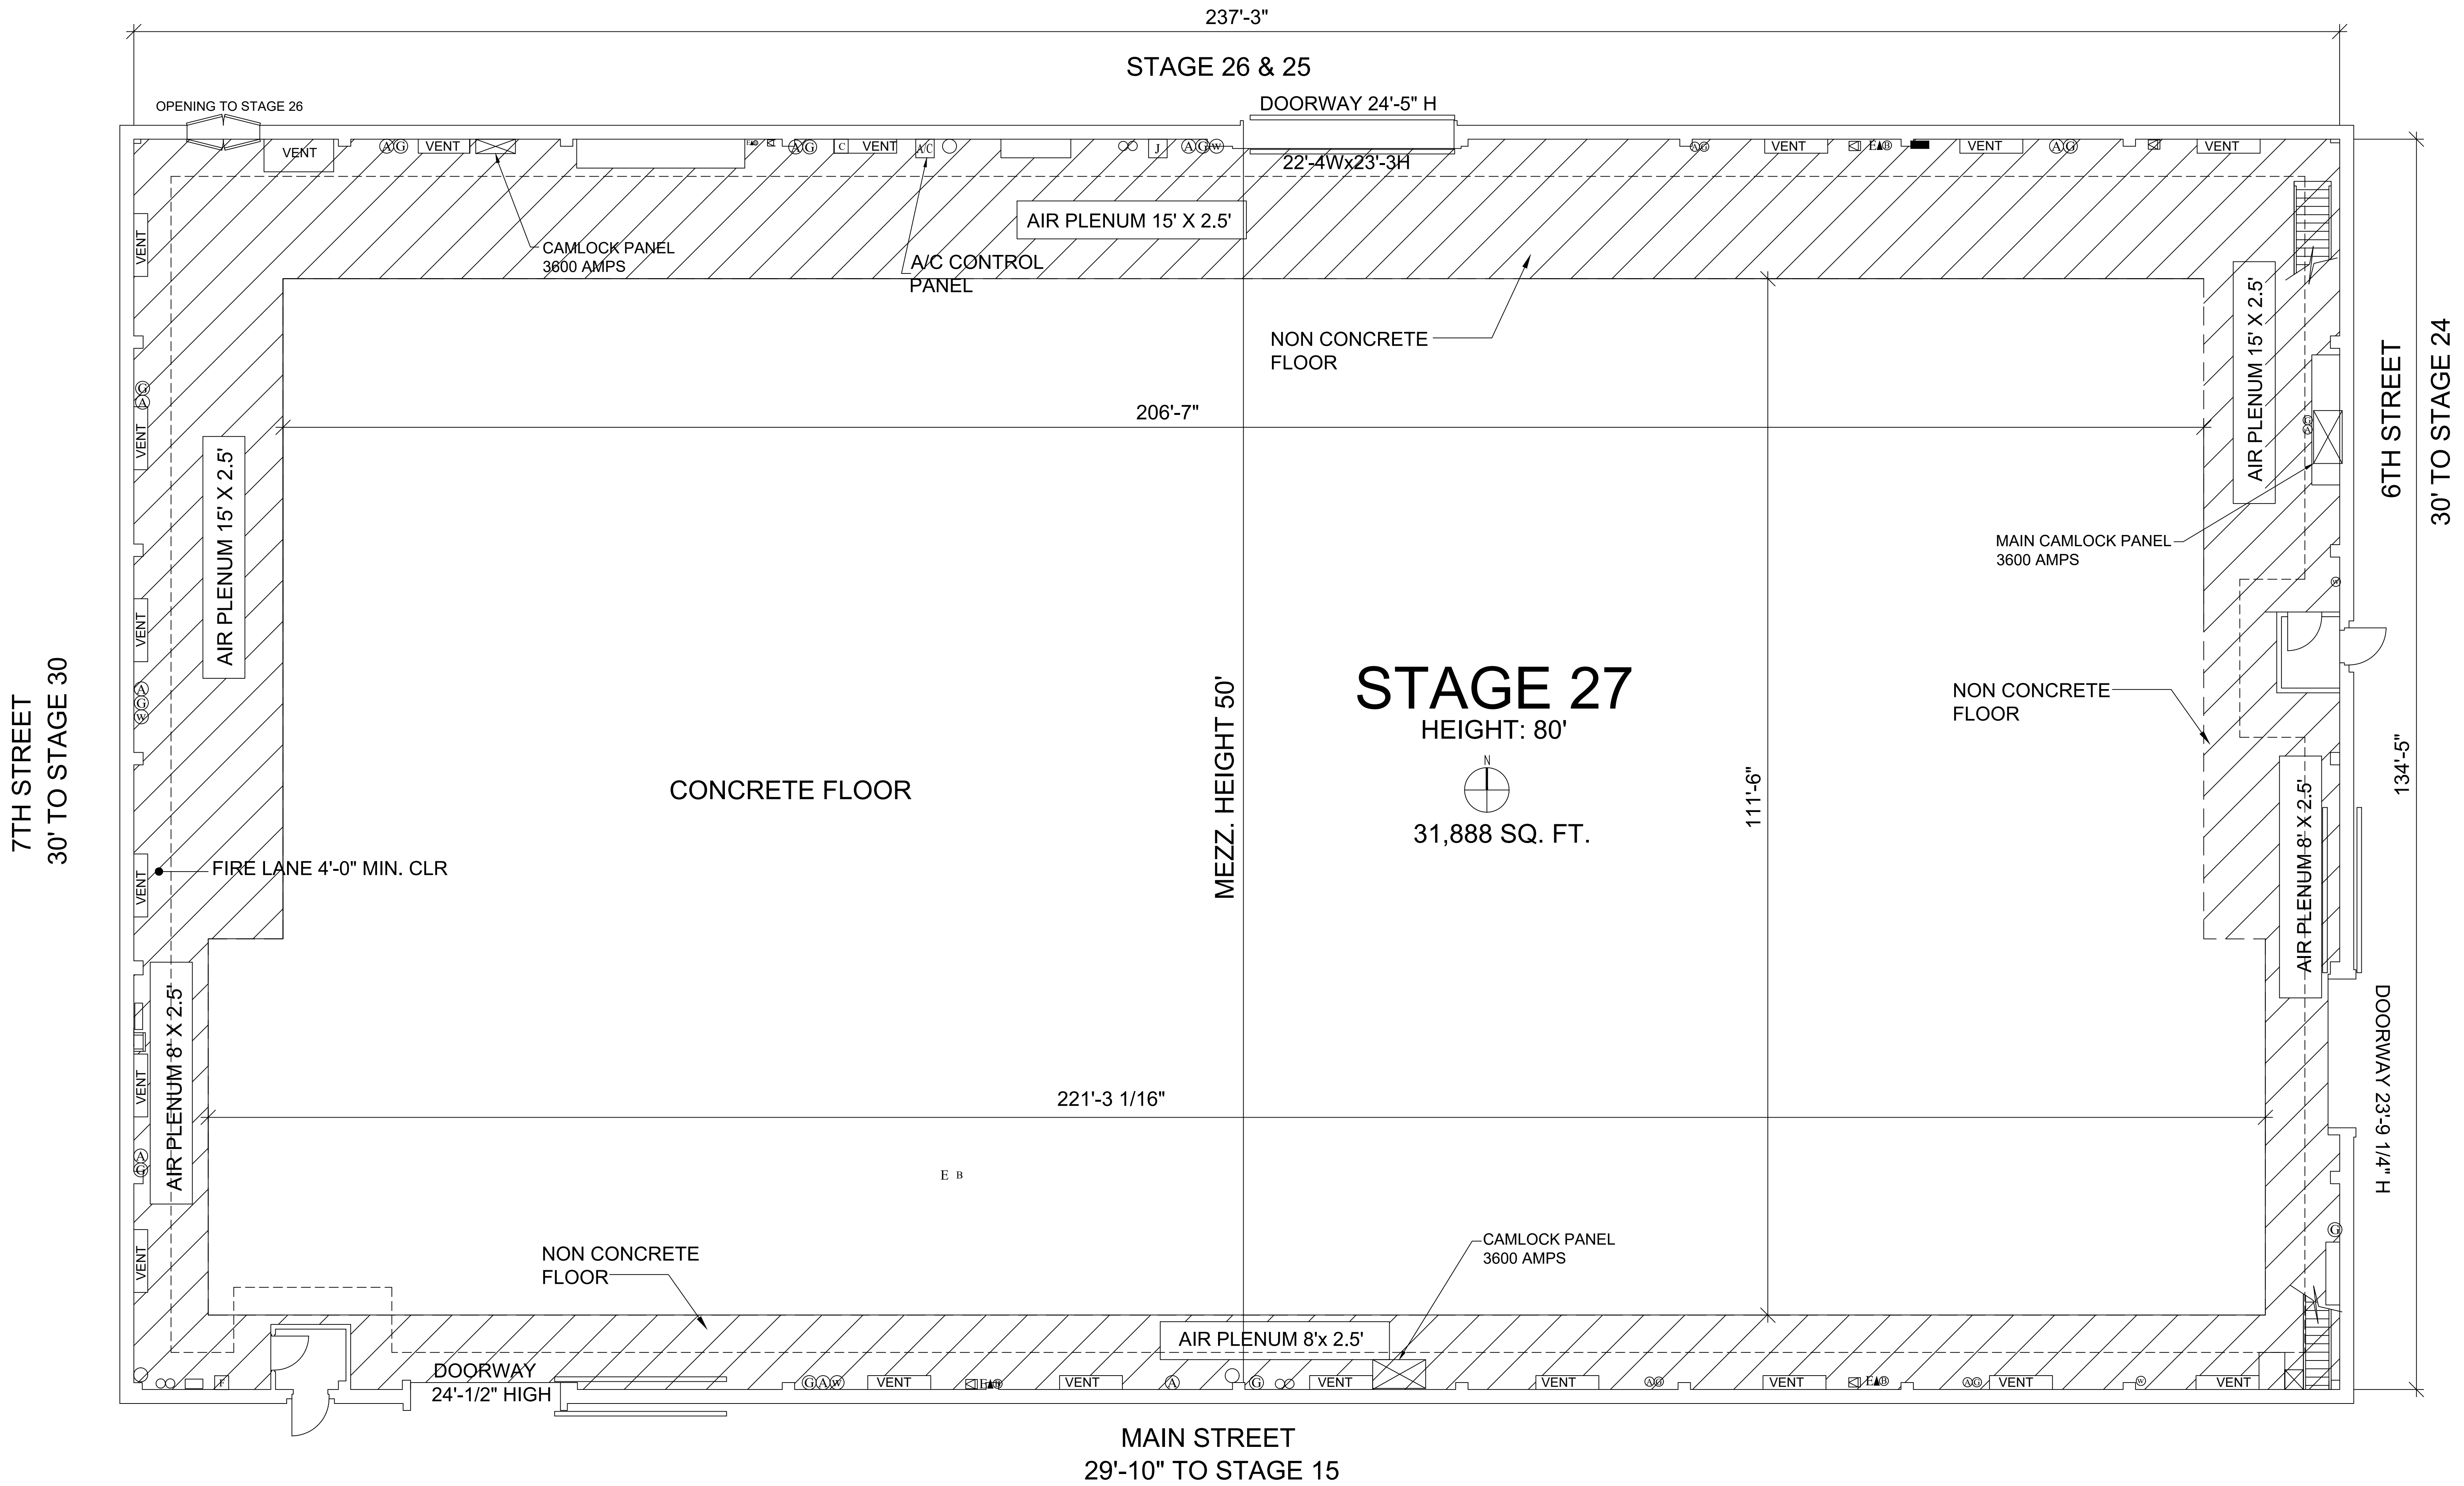 237'-3"
STAGE 26 & 25
OPENING TO STAGE 26
DOORWAY 24'-5" H
VENT
A G
VENT
E B
A G
C
VENT
A/C
J
A G W
22'-4Wx23'-3H
A G
VENT
E B
VENT
A G
VENT
AIR PLENUM 15' X 2.5'
CAMLOCK PANEL
3600 AMPS
A/C CONTROL
PANEL
NON CONCRETE
FLOOR
VENT
G
A
VENT
AIR PLENUM 15' X 2.5'
VENT
A
G
W
VENT
206'-7"
AIR PLENUM 15' X 2.5'
G
A
6TH STREET
30' TO STAGE 24
MAIN CAMLOCK PANEL
3600 AMPS
W
7TH STREET
30' TO STAGE 30
STAGE 27
HEIGHT: 80'
N
31,888 SQ. FT.
MEZZ. HEIGHT 50'
CONCRETE FLOOR
NON CONCRETE
FLOOR
111'-6"
134'-5"
FIRE LANE 4'-0" MIN. CLR
AIR PLENUM 8' X 2.5'
AIR PLENUM 8' X 2.5'
VENT
A
G
VENT
221'-3 1/16"
DOORWAY 23'-9 1/4" H
E B
G
NON CONCRETE
FLOOR
CAMLOCK PANEL
3600 AMPS
AIR PLENUM 8'x 2.5'
DOORWAY
24'-1/2" HIGH
F
G A W
VENT
E B
VENT
A
G
VENT
VENT
A G
VENT
E B
A G
VENT
W
VENT
MAIN STREET
29'-10" TO STAGE 15